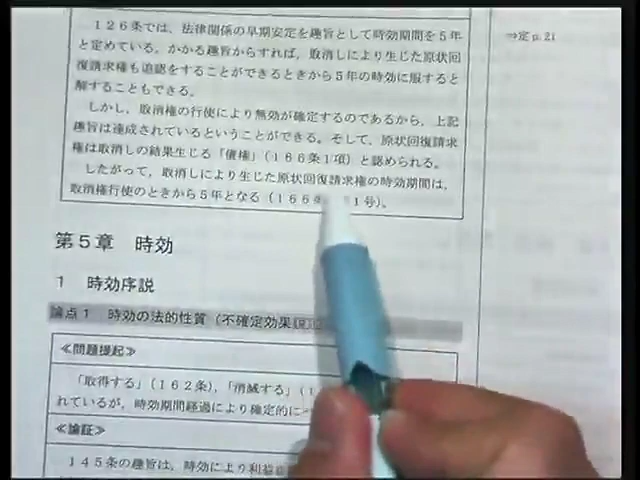 126条では、法律関係の早期安定を趣旨として時効期間を5年
と定めている。かかる趣旨からすれば、取消しにより生じた原状回
復請求権も追認をすることができるときから5年の時効に服すると
解することもできる。
しかし、取消権の行使により無効が確定するのであるから、上記
趣旨は達成されているということができる。そして、原状回復請求
権は取消しの結果生じる「債権」(166条1項)と認められる。
したがって、取消しにより生じた原状回復請求権の時効期間は、
取消権行使のときから5年となる(166条 1号)。
⇒定p.21
第5章 時効
1 時効序説
論点1 時効の法的性質(不確定効果説
≪問題提起≫
「取得する」(162条)、「消滅する」(1
れているが、時効期間経過により確定的に
≪論証≫
145条の趣旨は、時効により利益